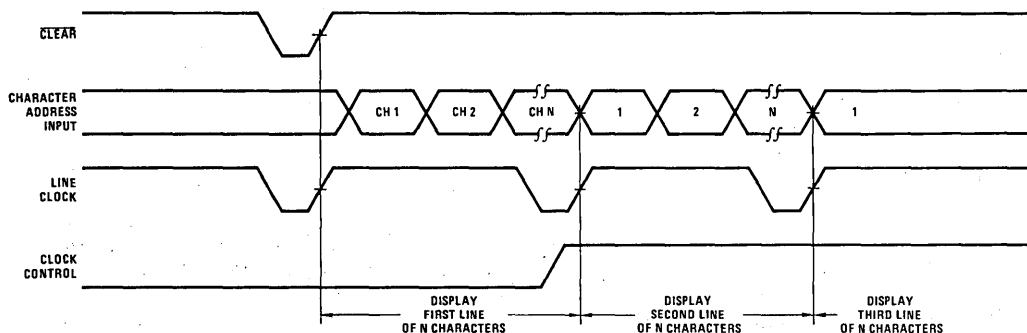 CLEAR
CHARACTER
ADDRESS
INPUT
CH 1 CH 2 CH N 1 2 N 1
LINE
CLOCK
CLOCK
CONTROL
DISPLAY
FIRST LINE
OF N CHARACTERS
DISPLAY
SECOND LINE
OF N CHARACTERS
DISPLAY
THIRD LINE
OF N CHARACTERS